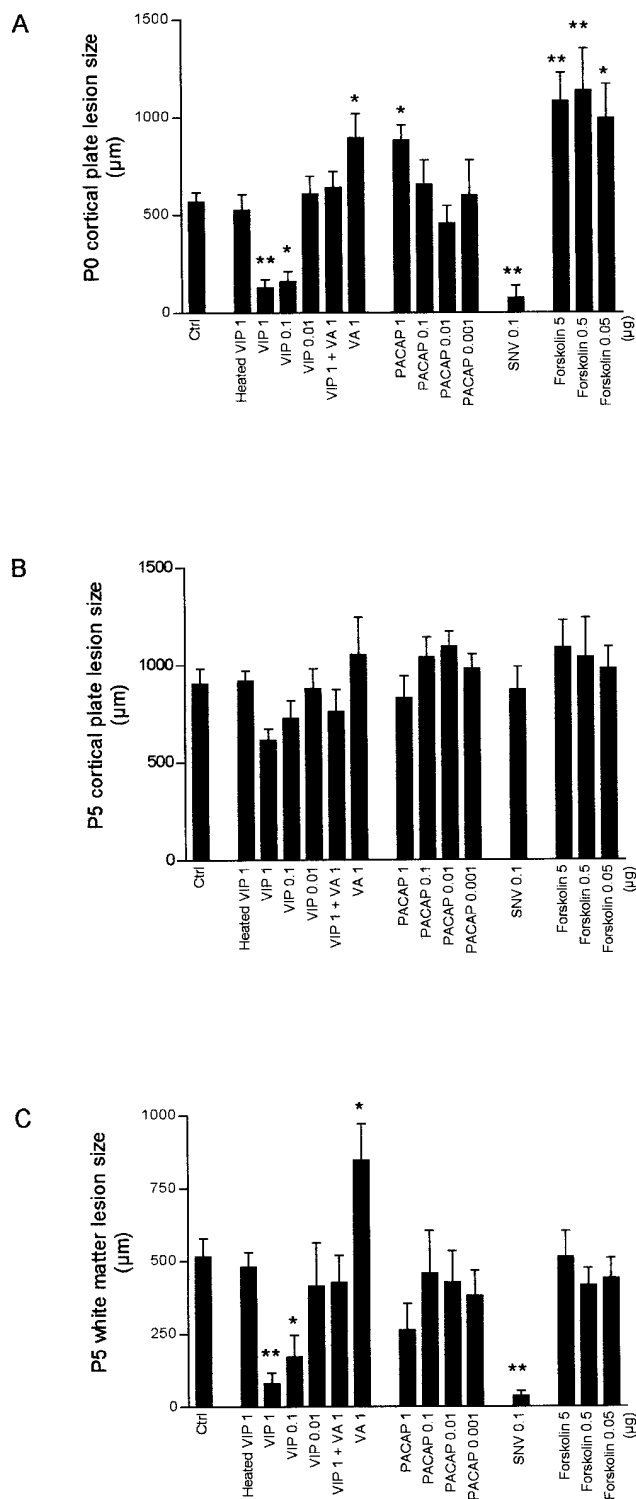 A
P0 cortical plate lesion size
(µm)
1500
1000
500
0
** * * * ** ** ** *
Ctrl
Heated VIP 1
VIP 1
VIP 0.1
VIP 0.01
VIP 1 + VA 1
VA 1
PACAP 1
PACAP 0.1
PACAP 0.01
PACAP 0.001
SNV 0.1
Forskolin 5
Forskolin 0.5
Forskolin 0.05
(µg)
B
P5 cortical plate lesion size
(µm)
1500
1000
500
0
Ctrl
Heated VIP 1
VIP 1
VIP 0.1
VIP 0.01
VIP 1 + VA 1
VA 1
PACAP 1
PACAP 0.1
PACAP 0.01
PACAP 0.001
SNV 0.1
Forskolin 5
Forskolin 0.5
Forskolin 0.05
(µg)
C
P5 white matter lesion size
(µm)
1000
750
500
250
0
** * * **
Ctrl
Heated VIP 1
VIP 1
VIP 0.1
VIP 0.01
VIP 1 + VA 1
VA 1
PACAP 1
PACAP 0.1
PACAP 0.01
PACAP 0.001
SNV 0.1
Forskolin 5
Forskolin 0.5
Forskolin 0.05
(µg)